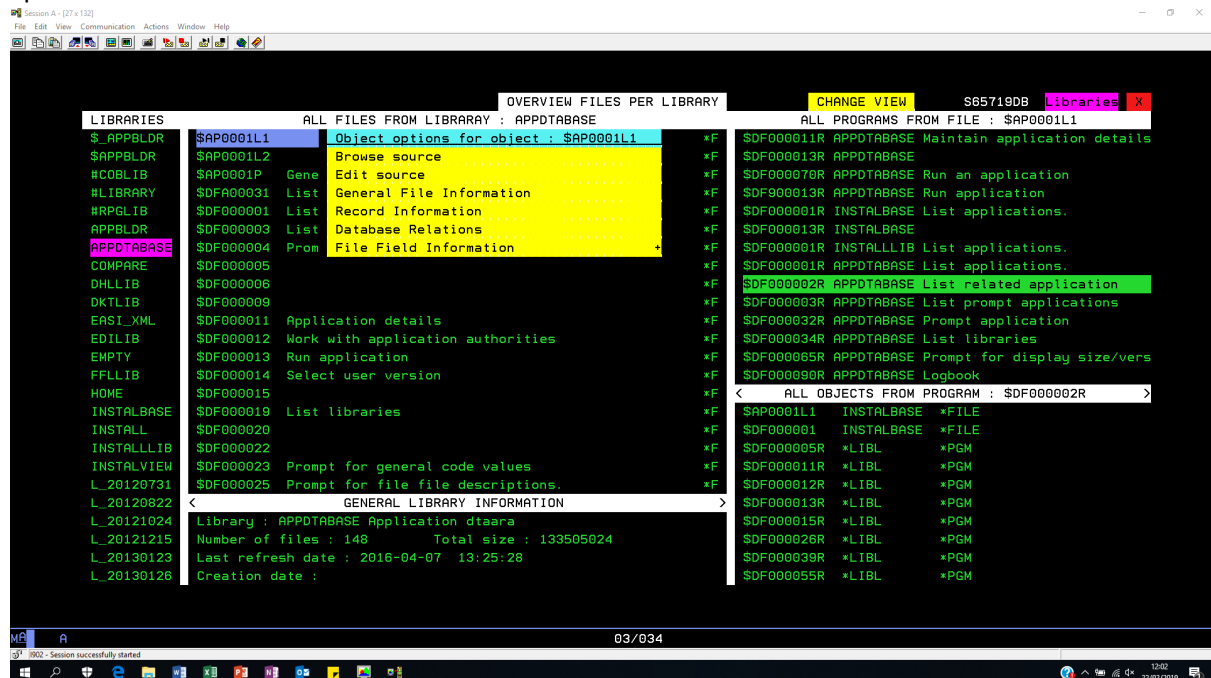 Session A - [27 x 132]
File Edit View Communication Actions Window Help
OVERVIEW FILES PER LIBRARY CHANGE VIEW S65719DB Libraries X
LIBRARIES ALL FILES FROM LIBRARAY : APPDTABASE ALL PROGRAMS FROM FILE : $AP0001L1
$_APPBLDR $AP0001L1 Object options for object : $AP0001L1 *F $DF000011R APPDTABASE Maintain application details
$APPBLDR $AP0001L2 Browse source *F $DF000013R APPDTABASE
#COBLIB $AP0001P Gene Edit source *F $DF000070R APPDTABASE Run an application
#LIBRARY $DFA00031 List General File Information *F $DF900013R APPDTABASE Run application
#RPGLIB $DF000001 List Record Information *F $DF000001R INSTALBASE List applications.
APPBLDR $DF000003 List Database Relations *F $DF000013R INSTALBASE
APPDTABASE $DF000004 Prom File Field Information + *F $DF000001R INSTALLLIB List applications.
COMPARE $DF000005 *F $DF000001R APPDTABASE List applications.
DHLLIB $DF000006 *F $DF000002R APPDTABASE List related application
DKTLIB $DF000009 *F $DF000003R APPDTABASE List prompt applications
EASI_XML $DF000011 Application details *F $DF000032R APPDTABASE Prompt application
EDILIB $DF000012 Work with application authorities *F $DF000034R APPDTABASE List libraries
EMPTY $DF000013 Run application *F $DF000065R APPDTABASE Prompt for display size/vers
FFLLIB $DF000014 Select user version *F $DF000090R APPDTABASE Logbook
HOME $DF000015 *F < ALL OBJECTS FROM PROGRAM : $DF000002R >
INSTALBASE $DF000019 List libraries *F $AP0001L1 INSTALBASE *FILE
INSTALL $DF000020 *F $DF000001 INSTALBASE *FILE
INSTALLLIB $DF000022 *F $DF000005R *LIBL *PGM
INSTALVIEW $DF000023 Prompt for general code values *F $DF000011R *LIBL *PGM
L_20120731 $DF000025 Prompt for file file descriptions. *F $DF000012R *LIBL *PGM
L_20120822 < GENERAL LIBRARY INFORMATION > $DF000013R *LIBL *PGM
L_20121024 Library : APPDTABASE Application dtaara $DF000015R *LIBL *PGM
L_20121215 Number of files : 148 Total size : 133505024 $DF000026R *LIBL *PGM
L_20130123 Last refresh date : 2016-04-07 13:25:28 $DF000039R *LIBL *PGM
L_20130126 Creation date : $DF000055R *LIBL *PGM
MA A 03/034
I902 - Session successfully started
12:02
22/02/2019